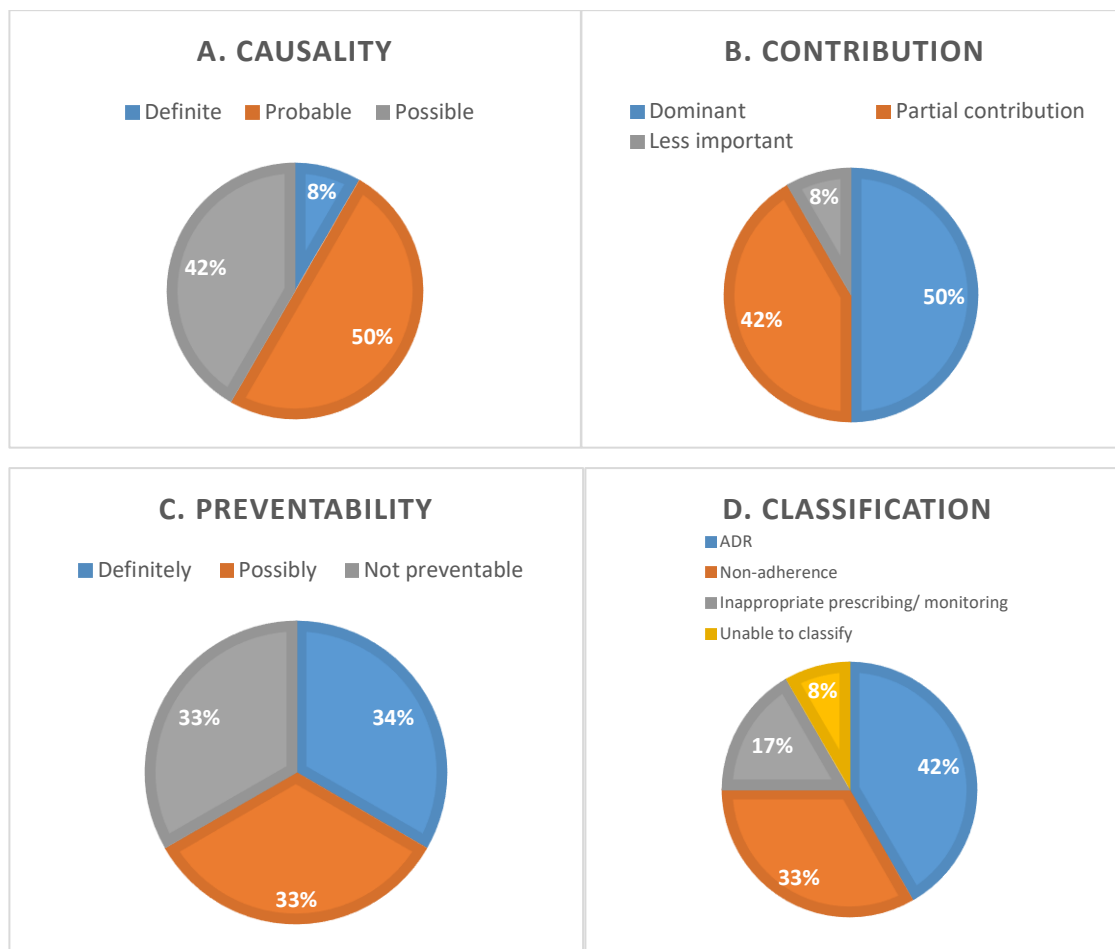 A. CAUSALITY
Definite Probable Possible
8%
42%
50%
B. CONTRIBUTION
Dominant Partial contribution
Less important
8%
50%
42%
C. PREVENTABILITY
Definitely Possibly Not preventable
33%
34%
33%
D. CLASSIFICATION
ADR
Non-adherence
Inappropriate prescribing/ monitoring
Unable to classify
8%
17%
42%
33%